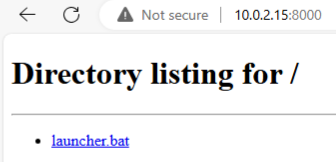 Not secure 10.0.2.15:8000
Directory listing for /
launcher.bat